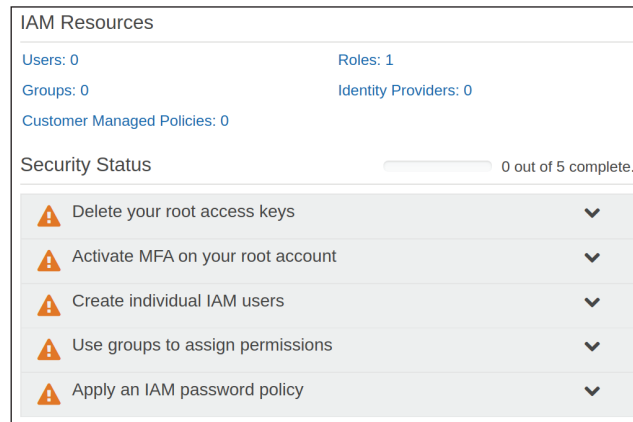 IAM Resources
Users: 0
Roles: 1
Groups: 0
Identity Providers: 0
Customer Managed Policies: 0
Security Status
0 out of 5 complete.
Delete your root access keys
Activate MFA on your root account
Create individual IAM users
Use groups to assign permissions
Apply an IAM password policy